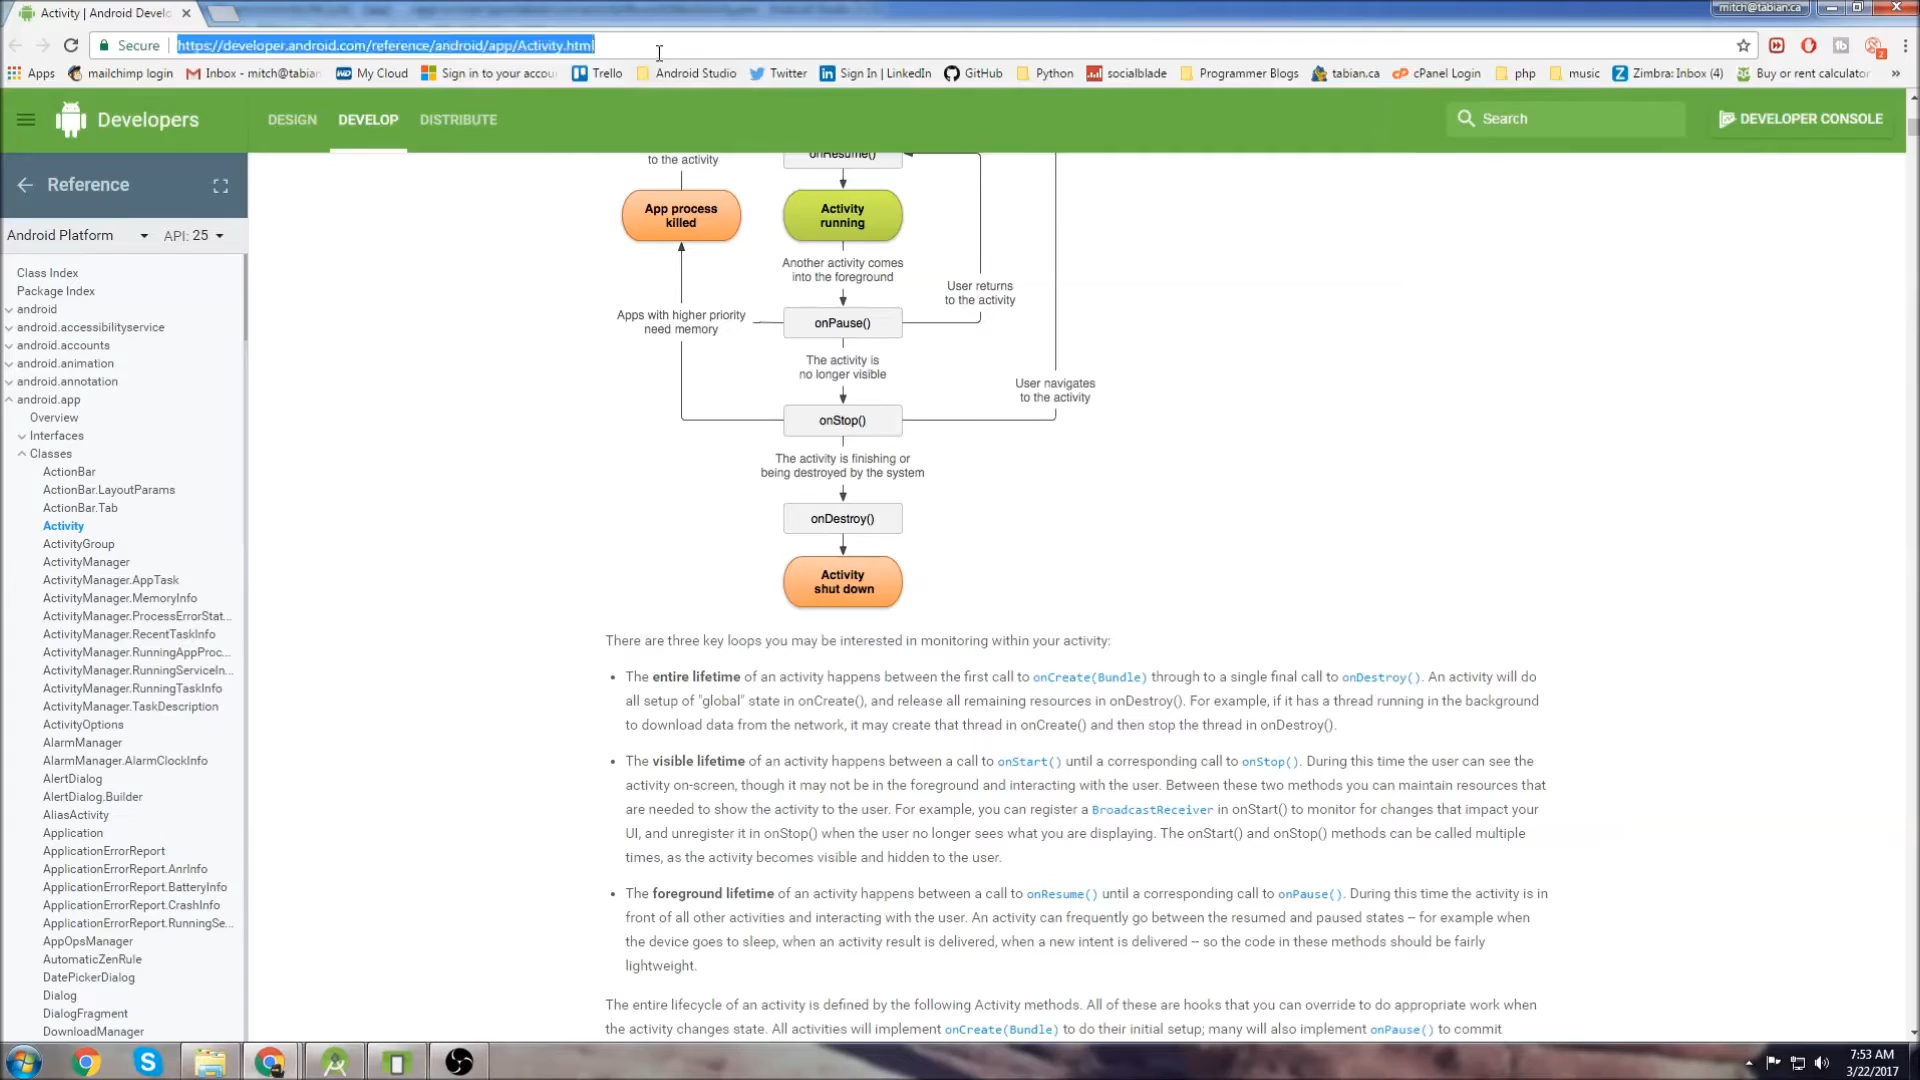 Activity | Android Develo
mitch@tabian.ca
Secure
https://developer.android.com/reference/android/app/Activity.html
Apps
mailchimp login
Inbox - mitch@tabian
My Cloud
Sign in to your accou
Trello
Android Studio
Twitter
Sign In | LinkedIn
GitHub
Python
socialblade
Programmer Blogs
tabian.ca
cPanel Login
php
music
Zimbra: Inbox (4)
Buy or rent calculator
»
Developers
DESIGN
DEVELOP
DISTRIBUTE
Search
DEVELOPER CONSOLE
Reference
Android Platform
API: 25
Class Index
Package Index
android
android.accessibilityservice
android.accounts
android.animation
android.annotation
android.app
Overview
Interfaces
Classes
ActionBar
ActionBar.LayoutParams
ActionBar.Tab
Activity
ActivityGroup
ActivityManager
ActivityManager.AppTask
ActivityManager.MemoryInfo
ActivityManager.ProcessErrorStat...
ActivityManager.RecentTaskInfo
ActivityManager.RunningAppProc...
ActivityManager.RunningServiceIn...
ActivityManager.RunningTaskInfo
ActivityManager.TaskDescription
ActivityOptions
AlarmManager
AlarmManager.AlarmClockInfo
AlertDialog
AlertDialog.Builder
AliasActivity
Application
ApplicationErrorReport
ApplicationErrorReport.AnrInfo
ApplicationErrorReport.BatteryInfo
ApplicationErrorReport.CrashInfo
ApplicationErrorReport.RunningSe...
AppOpsManager
AutomaticZenRule
DatePickerDialog
Dialog
DialogFragment
DownloadManager
to the activity
onResume()
App process
killed
Activity
running
Another activity comes
into the foreground
User returns
to the activity
Apps with higher priority
need memory
onPause()
The activity is
no longer visible
User navigates
to the activity
onStop()
The activity is finishing or
being destroyed by the system
onDestroy()
Activity
shut down
There are three key loops you may be interested in monitoring within your activity:
• The entire lifetime of an activity happens between the first call to onCreate(Bundle) through to a single final call to onDestroy(). An activity will do
all setup of "global" state in onCreate(), and release all remaining resources in onDestroy(). For example, if it has a thread running in the background
to download data from the network, it may create that thread in onCreate() and then stop the thread in onDestroy().
• The visible lifetime of an activity happens between a call to onStart() until a corresponding call to onStop(). During this time the user can see the
activity on-screen, though it may not be in the foreground and interacting with the user. Between these two methods you can maintain resources that
are needed to show the activity to the user. For example, you can register a BroadcastReceiver in onStart() to monitor for changes that impact your
UI, and unregister it in onStop() when the user no longer sees what you are displaying. The onStart() and onStop() methods can be called multiple
times, as the activity becomes visible and hidden to the user.
• The foreground lifetime of an activity happens between a call to onResume() until a corresponding call to onPause(). During this time the activity is in
front of all other activities and interacting with the user. An activity can frequently go between the resumed and paused states -- for example when
the device goes to sleep, when an activity result is delivered, when a new intent is delivered -- so the code in these methods should be fairly
lightweight.
The entire lifecycle of an activity is defined by the following Activity methods. All of these are hooks that you can override to do appropriate work when
the activity changes state. All activities will implement onCreate(Bundle) to do their initial setup; many will also implement onPause() to commit
7:53 AM
3/22/2017